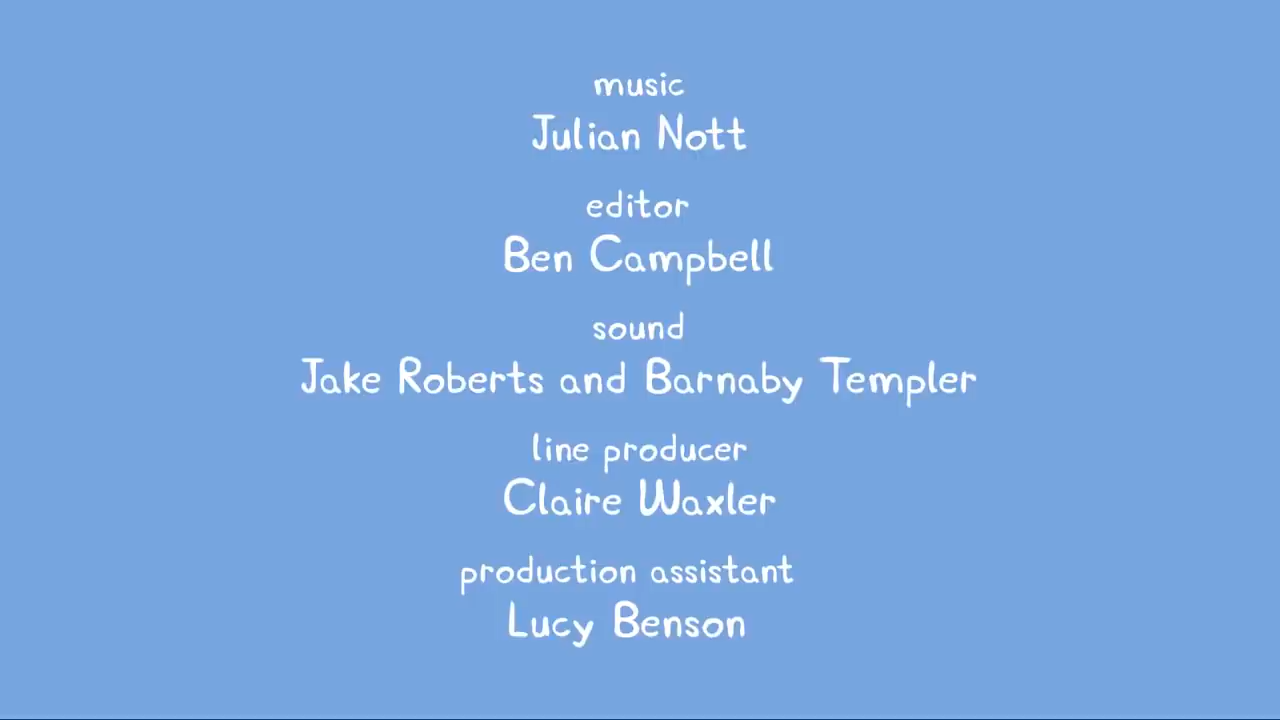 music
Julian Nott
editor
Ben Campbell
sound
Jake Roberts and Barnaby Templer
line producer
Claire Waxler
production assistant
Lucy Benson